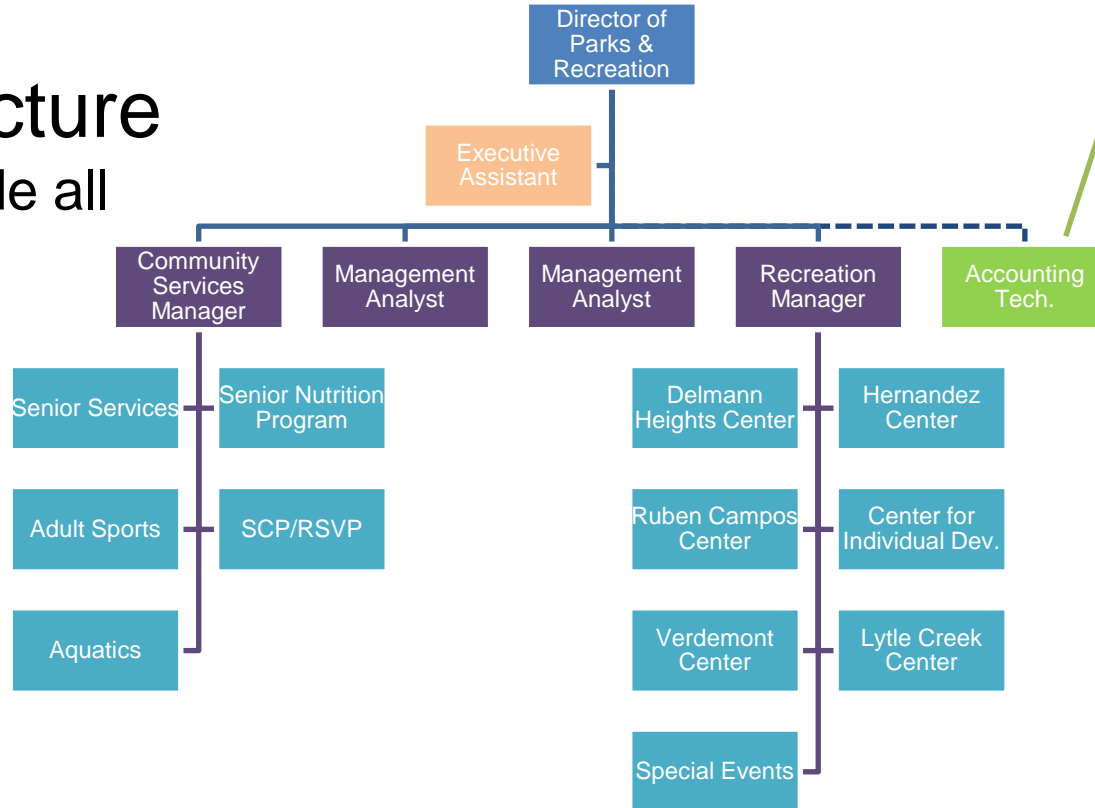 Director of
Parks &
Recreation
cture
le all
Executive
Assistant
Community
Services
Manager
Management
Analyst
Management
Analyst
Recreation
Manager
Accounting
Tech.
Senior Services
Senior Nutrition
Program
Delmann
Heights Center
Hernandez
Center
Adult Sports
SCP/RSVP
Ruben Campos
Center
Center for
Individual Dev.
Aquatics
Verdemont
Center
Lytle Creek
Center
Special Events